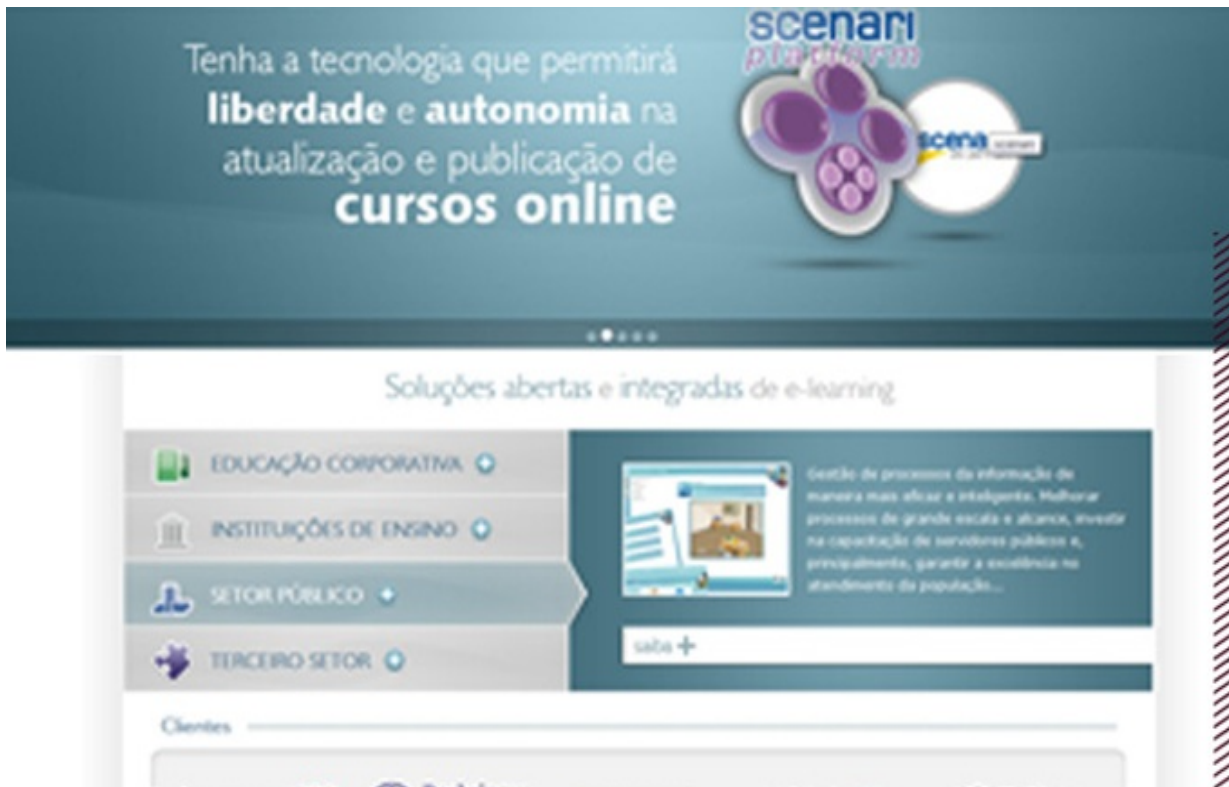 scenari
platform
Tenha a tecnologia que permitirá
liberdade e autonomia na
atualização e publicação de
cursos online
scena
Soluções abertas e integradas de e-learning
EDUCAÇÃO CORPORATIVA
INSTITUIÇÕES DE ENSINO
SETOR PÚBLICO
TERCEIRO SETOR
Gestão de processos da informação de
maneira mais eficaz e inteligente. Melhorar
processos de grande escala e alcance, investir
na capacitação de servidores públicos e,
principalmente, garantir a excelência no
atendimento da população...
saiba +
Clientes